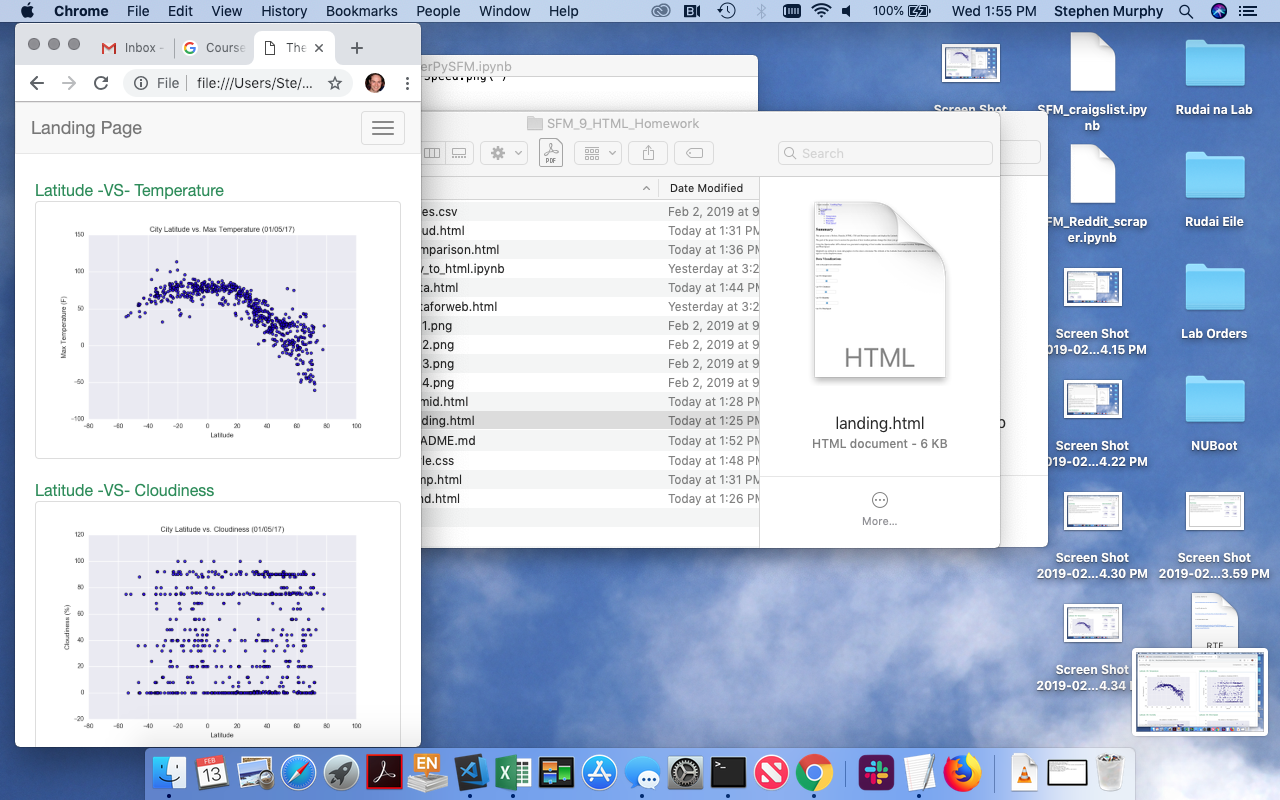 Chrome File Edit View History Bookmarks People Window Help 100% Wed 1:55 PM Stephen Murphy
Inbox - Course The
File file:///Users/Ste/...
Landing Page
Latitude -VS- Temperature
City Latitude vs. Max Temperature (01/05/17)
150
100
50
0
-50
-100
Max Temperature (F)
-80 -60 -40 -20 0 20 40 60 80 100
Latitude
Latitude -VS- Cloudiness
City Latitude vs. Cloudiness (01/05/17)
120
100
80
60
40
20
0
-20
Cloudiness (%)
-80 -60 -40 -20 0 20 40 60 80 100
Latitude
erPySFM.ipynb
speed.png")
SFM_9_HTML_Homework
PDF
Search
Date Modified
es.csv Feb 2, 2019 at 9
ud.html Today at 1:31 PM
mparison.html Today at 1:36 PM
v_to_html.ipynb Yesterday at 3:2
ta.html Today at 1:44 PM
taforweb.html Yesterday at 3:2
1.png Feb 2, 2019 at 9
2.png Feb 2, 2019 at 9
3.png Feb 2, 2019 at 9
4.png Feb 2, 2019 at 9
mid.html Today at 1:28 PM
ding.html Today at 1:25 PM
ADME.md Today at 1:52 PM
le.css Today at 1:48 PM
mp.html Today at 1:31 PM
nd.html Today at 1:26 PM
Summary
HTML
landing.html
HTML document - 6 KB
More...
Screen Shot
SFM_craigslist.ipy
nb
Rudai na Lab
FM_Reddit_scrap
er.ipynb
Rudai Eile
Screen Shot
2019-02...4.15 PM
Lab Orders
Screen Shot
2019-02...4.22 PM
NUBoot
Screen Shot
2019-02...4.30 PM
Screen Shot
2019-02...3.59 PM
Screen Shot
2019-02...4.34
RTF
FEB
13
EN